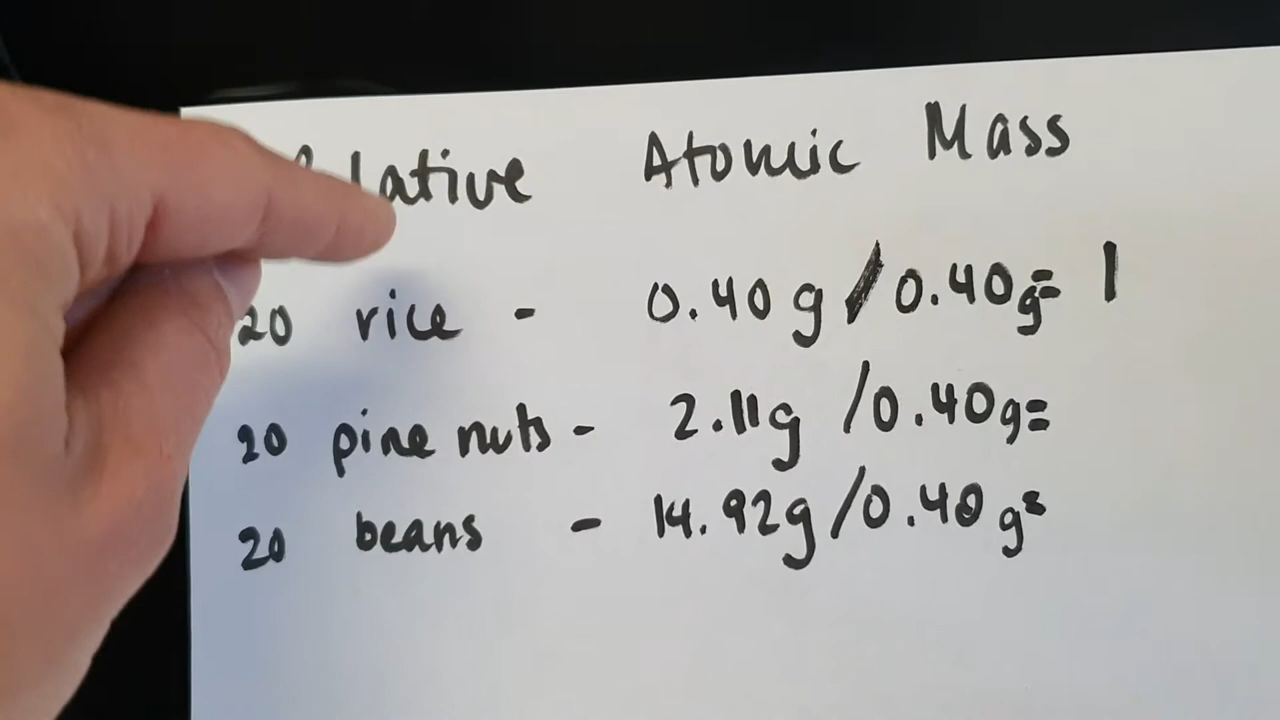 Atomic Mass
20 rice - 0.40 g / 0.40g = 1
20 pine nuts - 2.11g / 0.40g =
20 beans - 14.92g / 0.40 g =